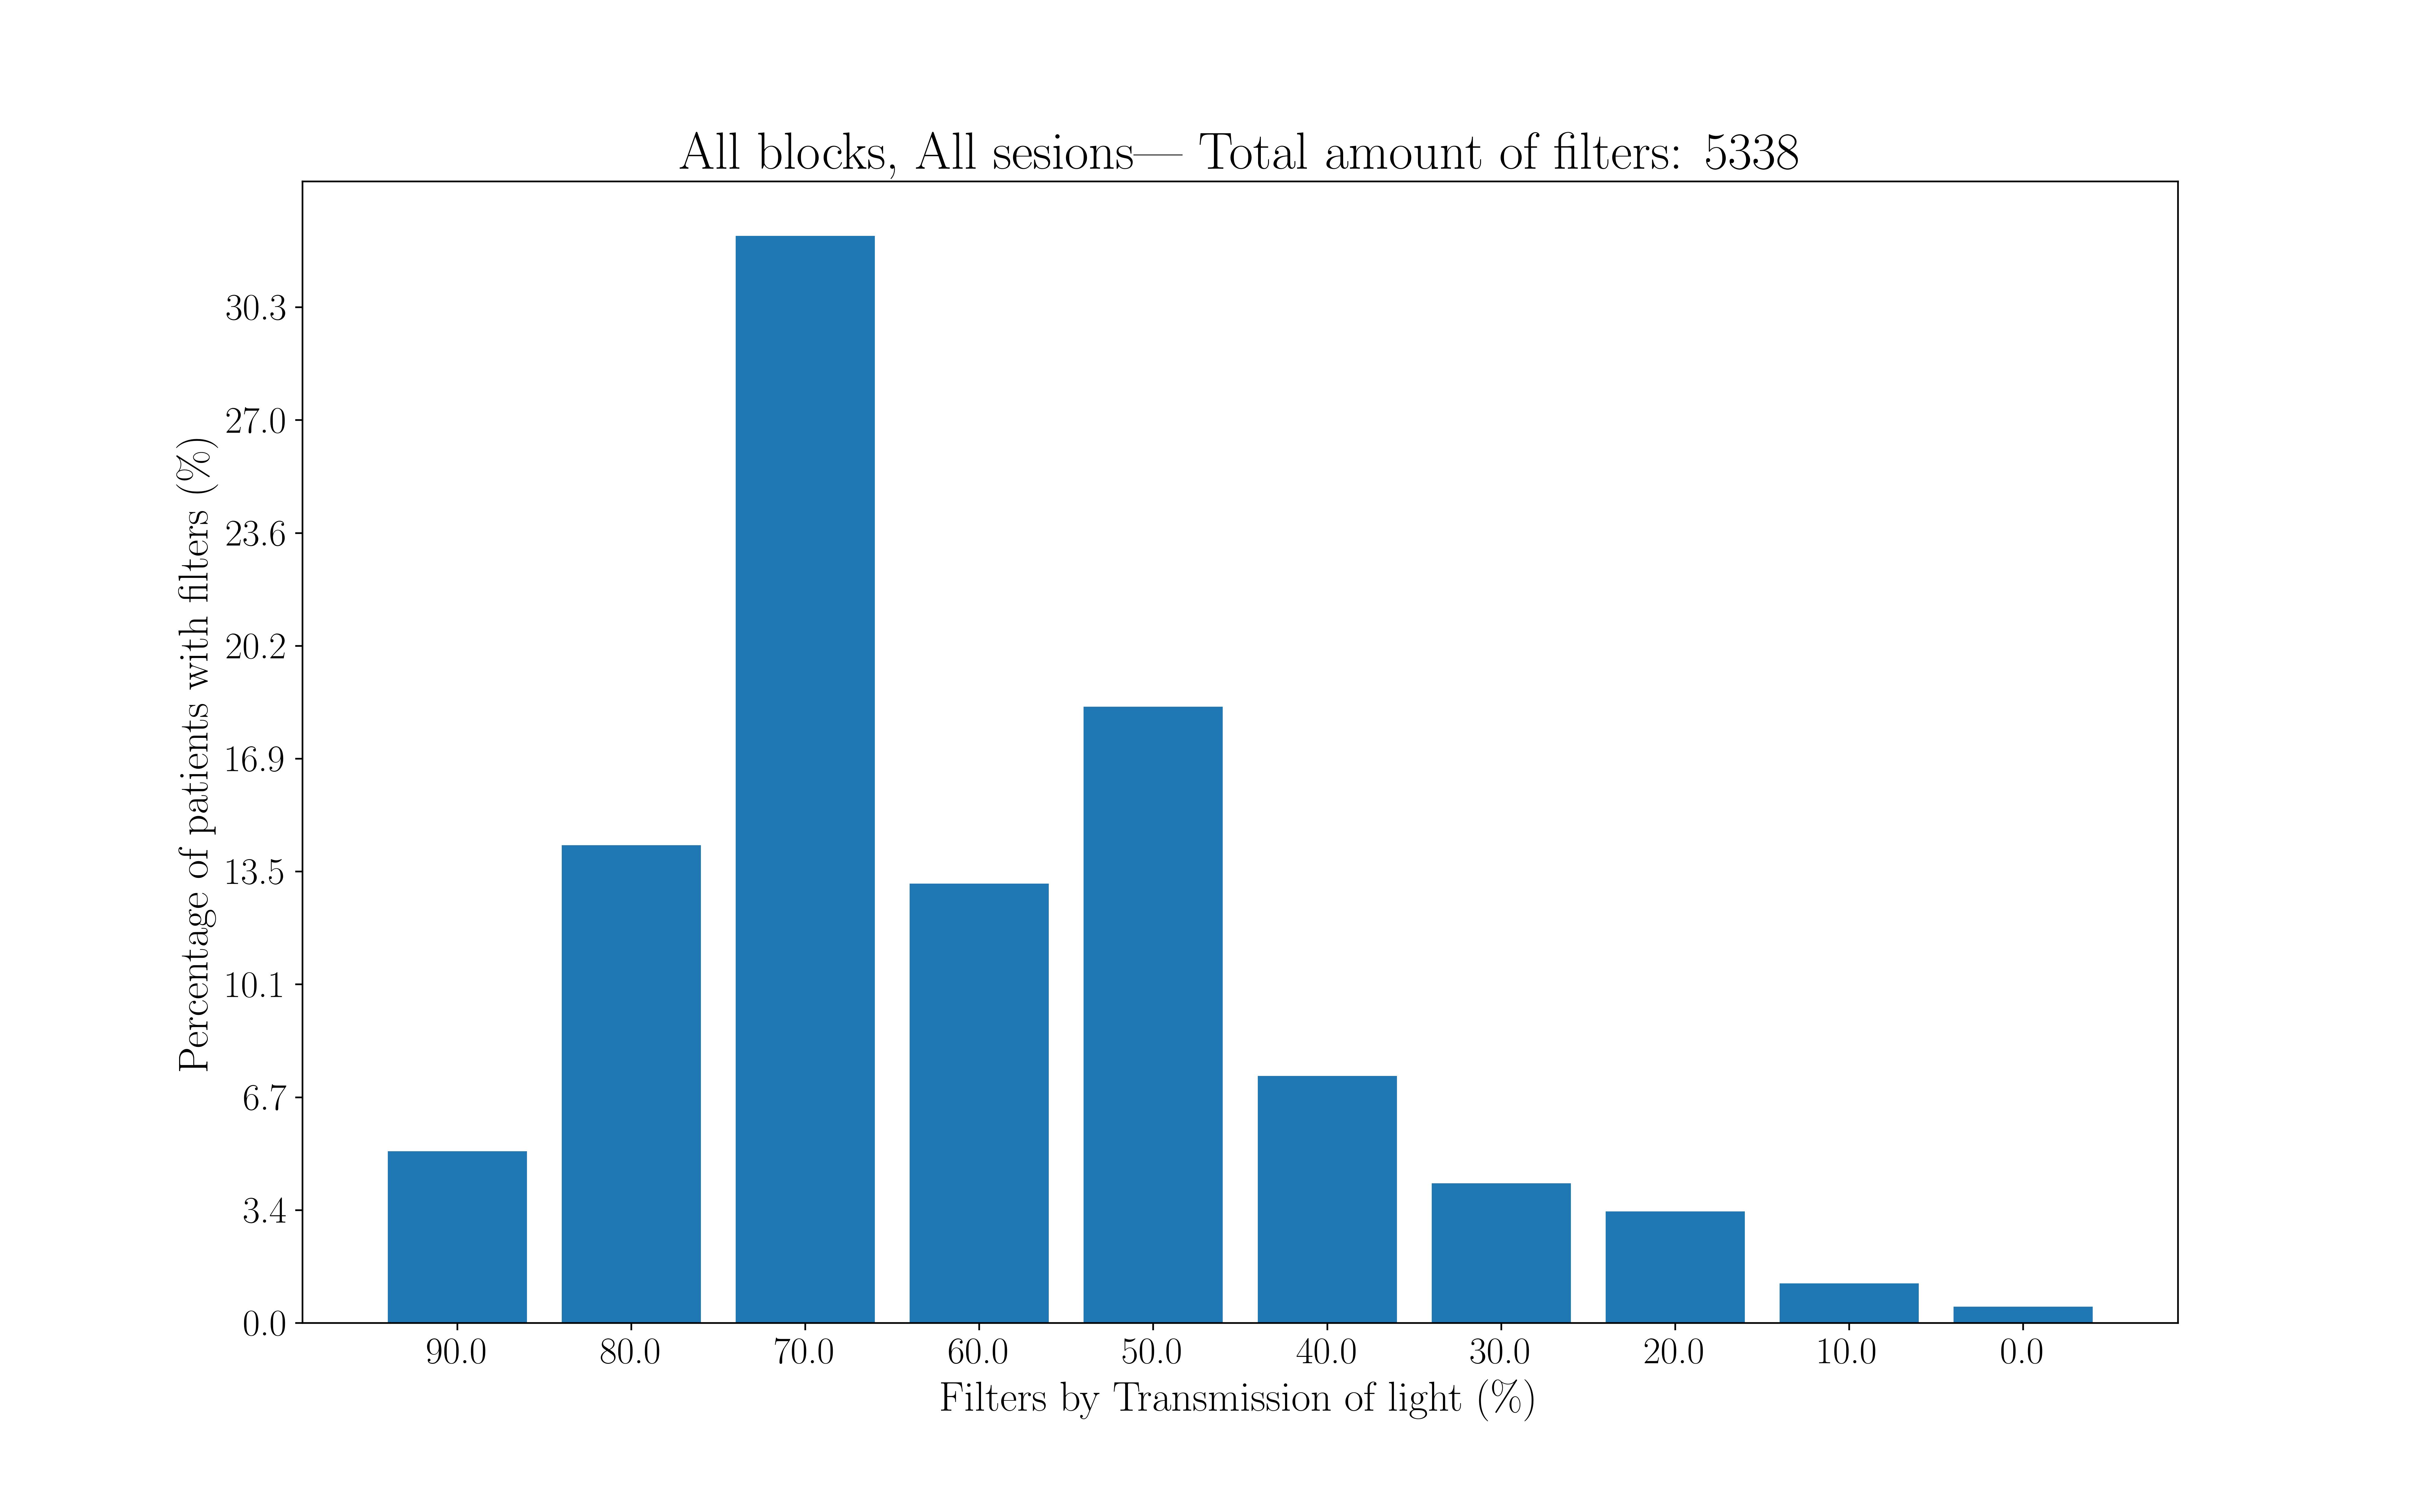 All blocks, All sesions— Total amount of filters: 5338
Percentage of patients with filters (%)
30.3
27.0
23.6
20.2
16.9
13.5
10.1
6.7
3.4
0.0
90.0 80.0 70.0 60.0 50.0 40.0 30.0 20.0 10.0 0.0
Filters by Transmission of light (%)